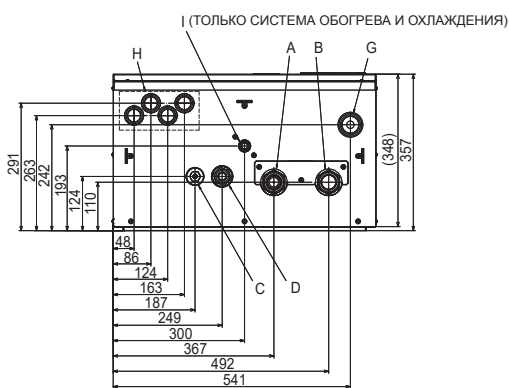 I (ТОЛЬКО СИСТЕМА ОБОГРЕВА И ОХЛАЖДЕНИЯ)
H
A
B
G
291
263
242
193
124
110
(348)
357
48
86
124
163
187
249
300
367
492
541
C
D